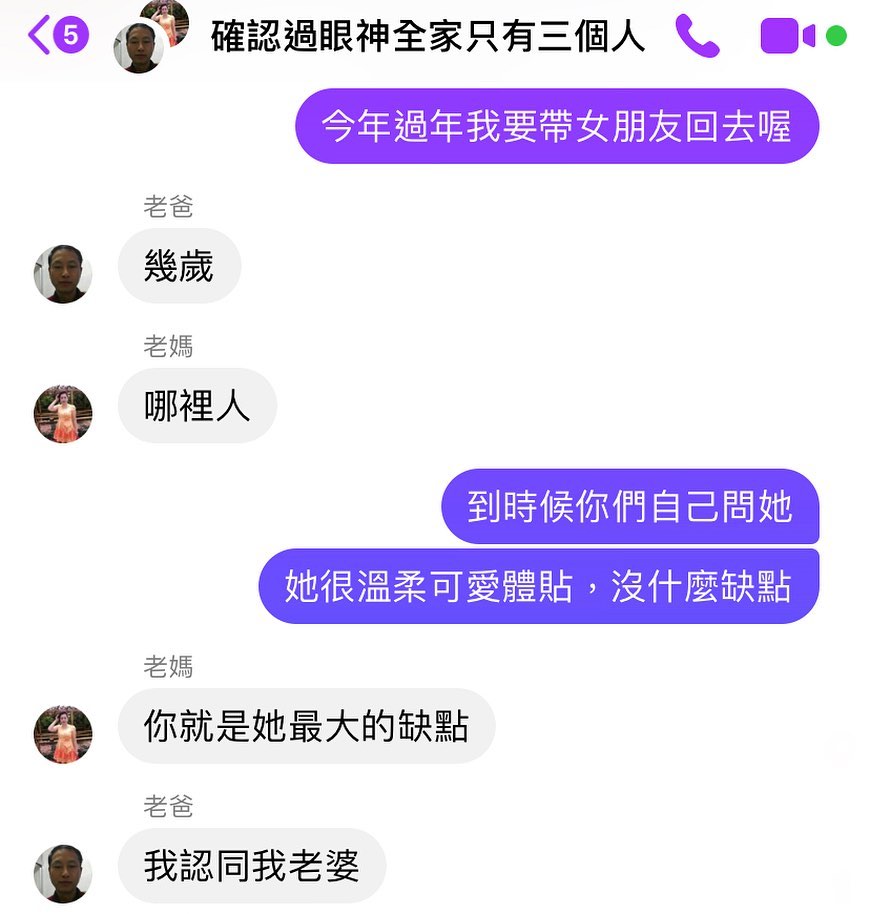 5
確認過眼神全家只有三個人
今年過年我要帶女朋友回去喔
老爸
幾歲
老媽
哪裡人
到時候你們自己問她
她很溫柔可愛體貼，沒什麼缺點
老媽
你就是她最大的缺點
老爸
我認同我老婆